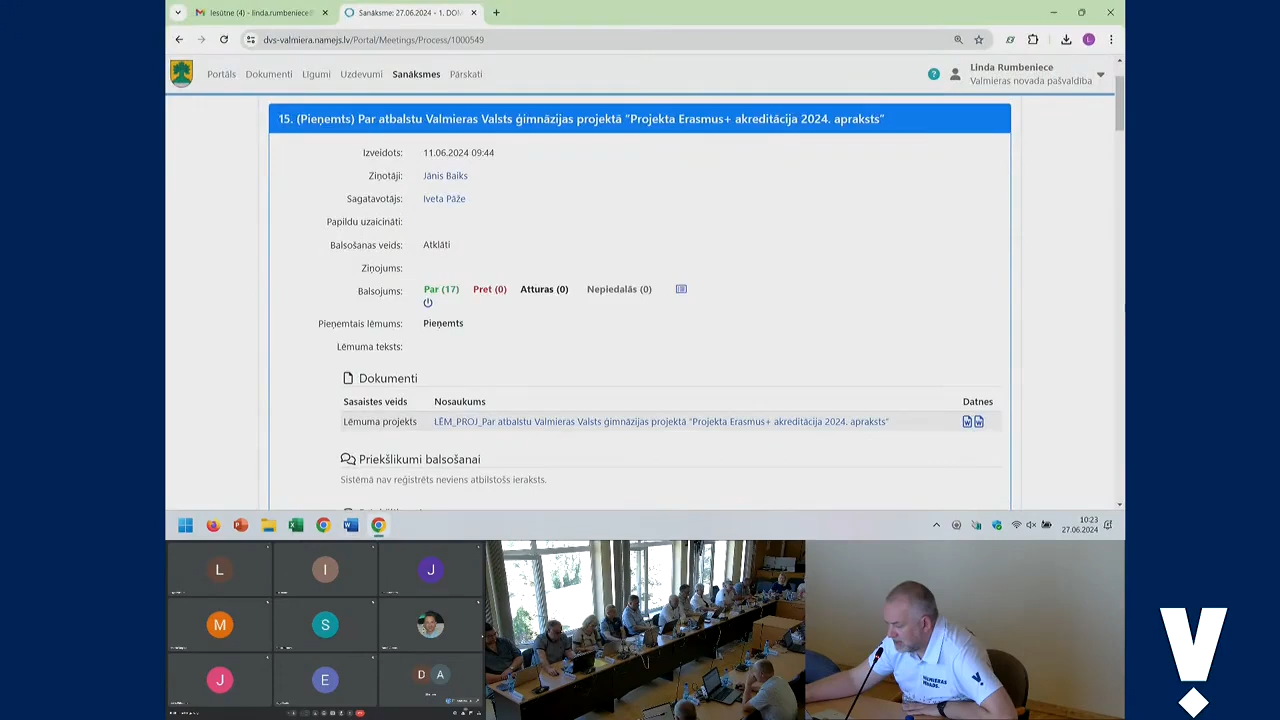 Iesūtne (4) - linda.rumbeniece@
Sanāksme: 27.06.2024 - 1. DOM
dvs-valmiera.namejs.lv/Portal/Meetings/Process/1000549
Portāls Dokumenti Līgumi Uzdevumi Sanāksmes Pārskati
?
Linda Rumbeniece
Valmieras novada pašvaldība
15. (Pieņemts) Par atbalstu Valmieras Valsts ģimnāzijas projektā "Projekta Erasmus+ akreditācija 2024. apraksts"
Izveidots: 11.06.2024 09:44
Ziņotāji: Jānis Baiks
Sagatavotājs: Iveta Pāže
Papildu uzaicināti:
Balsošanas veids: Atklāti
Ziņojums:
Balsojums: Par (17) Pret (0) Atturas (0) Nepiedalās (0)
Pieņemtais lēmums: Pieņemts
Lēmuma teksts:
Dokumenti
Sasaistes veids Nosaukums Datnes
Lēmuma projekts LĒM_PROJ_Par atbalstu Valmieras Valsts ģimnāzijas projektā "Projekta Erasmus+ akreditācija 2024. apraksts"
Priekšlikumi balsošanai
Sistēmā nav reģistrēts neviens atbilstošs ieraksts.
10:23
27.06.2024
L I J
M S
J E D A
VALMIERAS
NOVADS.